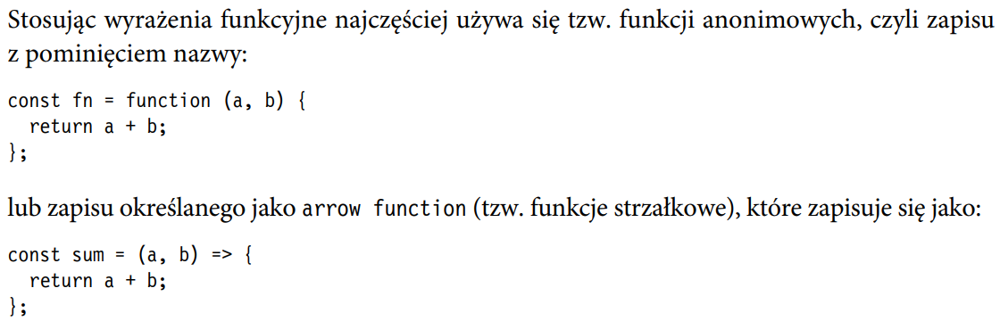 Stosując wyrażenia funkcyjne najczęściej używa się tzw. funkcji anonimowych, czyli zapisu
z pominięciem nazwy:
const fn = function (a, b) {
  return a + b;
};
lub zapisu określanego jako arrow function (tzw. funkcje strzałkowe), które zapisuje się jako:
const sum = (a, b) => {
  return a + b;
};